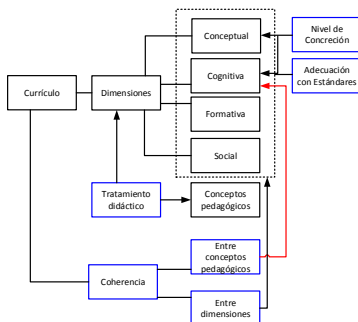 Conceptual
Nivel de
Concreción
Currículo
Dimensiones
Cognitiva
Adecuación
con Estándares
Formativa
Social
Tratamiento
didáctico
Conceptos
pedagógicos
Coherencia
Entre
conceptos
pedagógicos
Entre
dimensiones